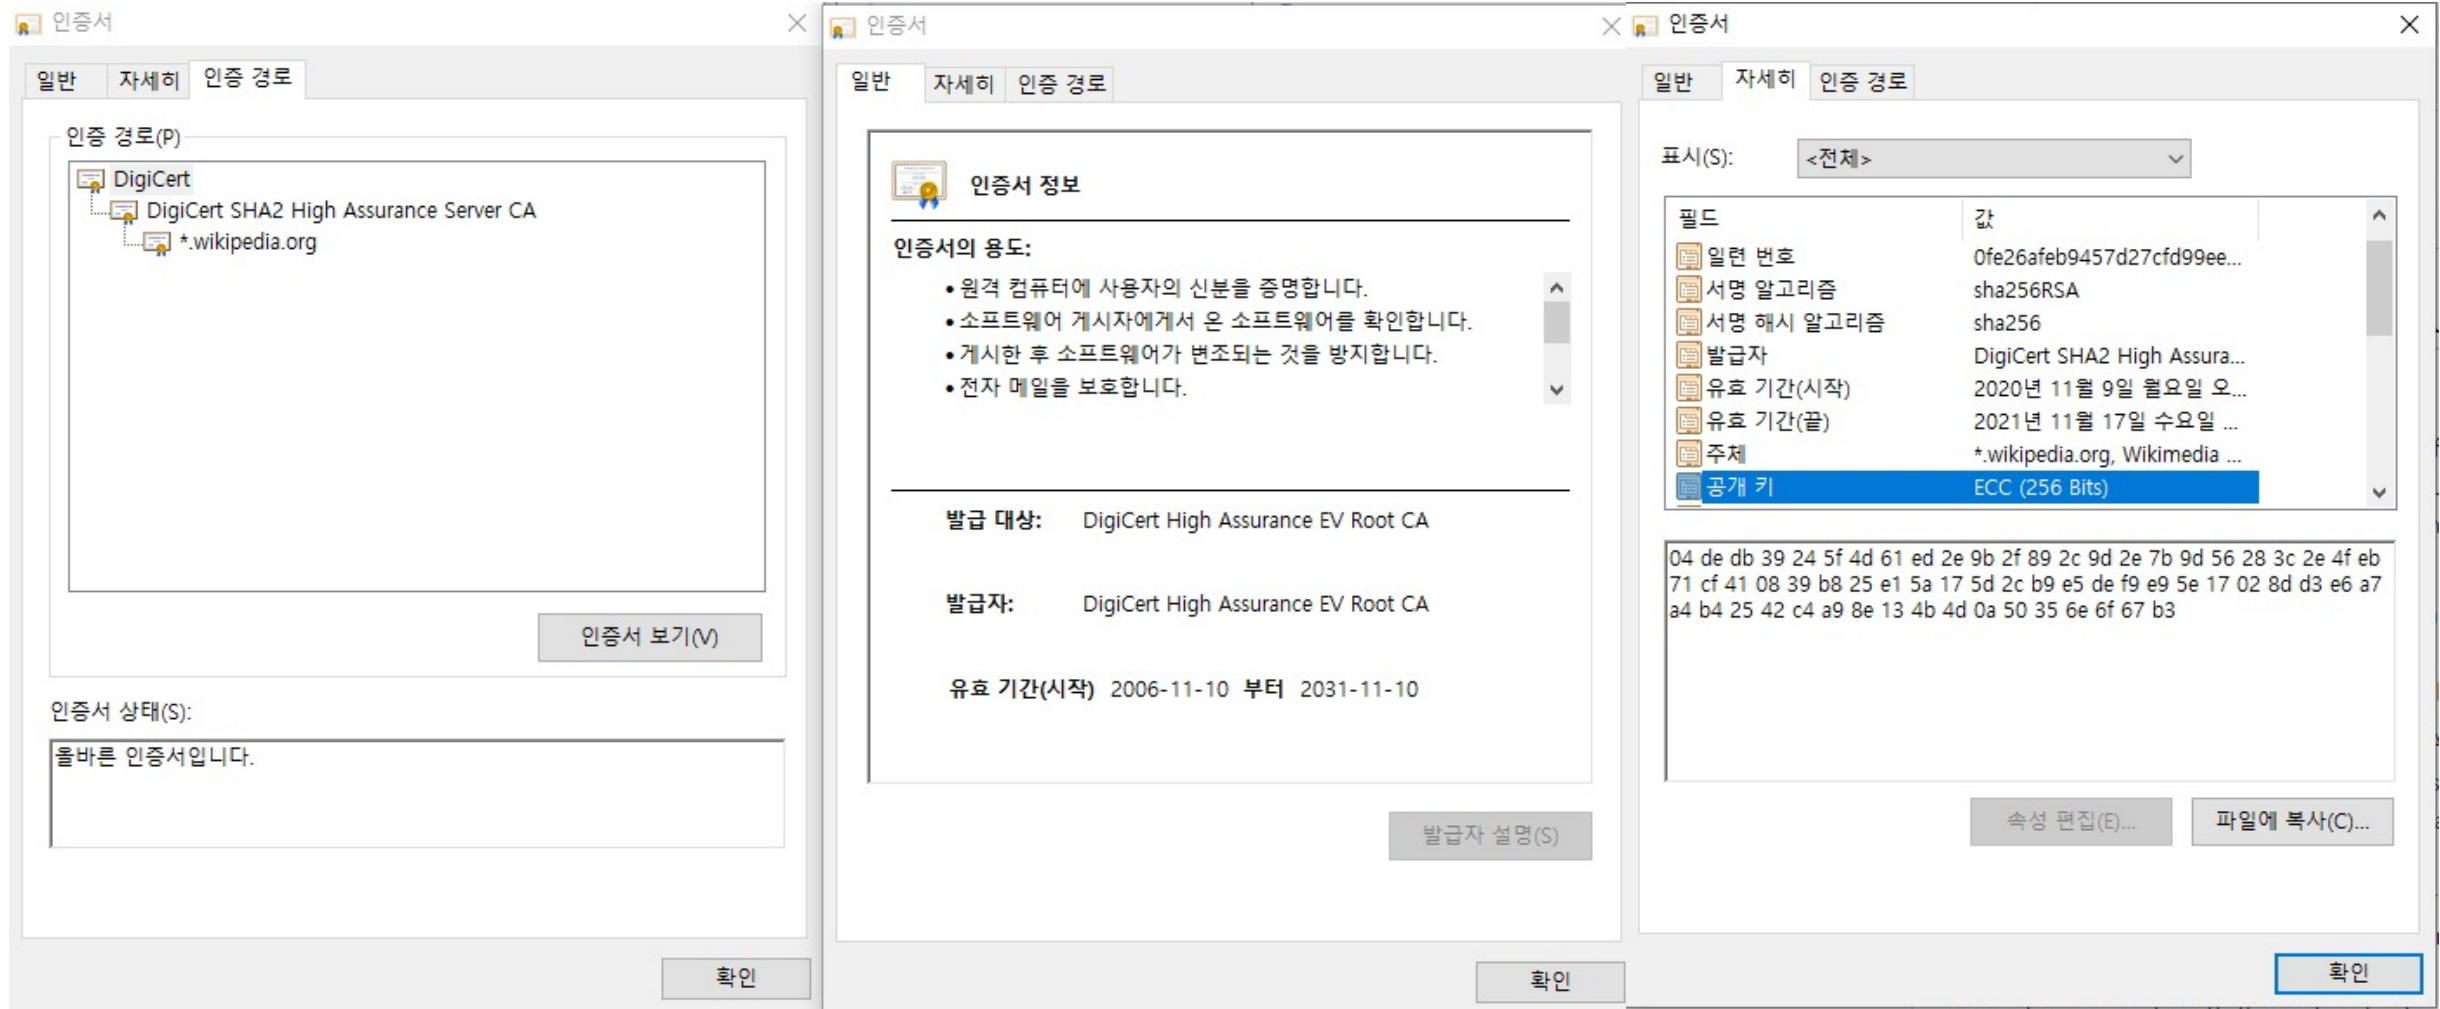 인증서
일반 자세히 인증 경로
인증 경로(P)
DigiCert
DigiCert SHA2 High Assurance Server CA
*.wikipedia.org
인증서 보기(V)
인증서 상태(S):
올바른 인증서입니다.
확인
인증서
일반 자세히 인증 경로
인증서 정보
인증서의 용도:
• 원격 컴퓨터에 사용자의 신분을 증명합니다.
• 소프트웨어 게시자에게서 온 소프트웨어를 확인합니다.
• 게시한 후 소프트웨어가 변조되는 것을 방지합니다.
• 전자 메일을 보호합니다.
발급 대상: DigiCert High Assurance EV Root CA
발급자: DigiCert High Assurance EV Root CA
유효 기간(시작) 2006-11-10 부터 2031-11-10
발급자 설명(S)
확인
인증서
일반 자세히 인증 경로
표시(S): <전체>
필드 값
일련 번호 0fe26afeb9457d27cfd99ee...
서명 알고리즘 sha256RSA
서명 해시 알고리즘 sha256
발급자 DigiCert SHA2 High Assura...
유효 기간(시작) 2020년 11월 9일 월요일 오...
유효 기간(끝) 2021년 11월 17일 수요일 ...
주체 *.wikipedia.org, Wikimedia ...
공개 키 ECC (256 Bits)
04 de db 39 24 5f 4d 61 ed 2e 9b 2f 89 2c 9d 2e 7b 9d 56 28 3c 2e 4f eb
71 cf 41 08 39 b8 25 e1 5a 17 5d 2c b9 e5 de f9 e9 5e 17 02 8d d3 e6 a7
a4 b4 25 42 c4 a9 8e 13 4b 4d 0a 50 35 6e 6f 67 b3
속성 편집(E)... 파일에 복사(C)...
확인